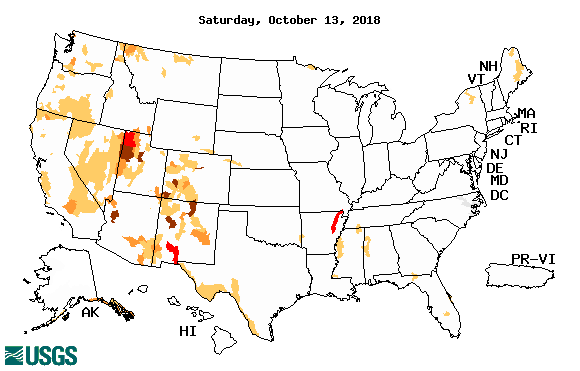 Saturday, October 13, 2018
NH
VT
MA
RI
CT
NJ
DE
MD
DC
PR-VI
AK
HI
USGS